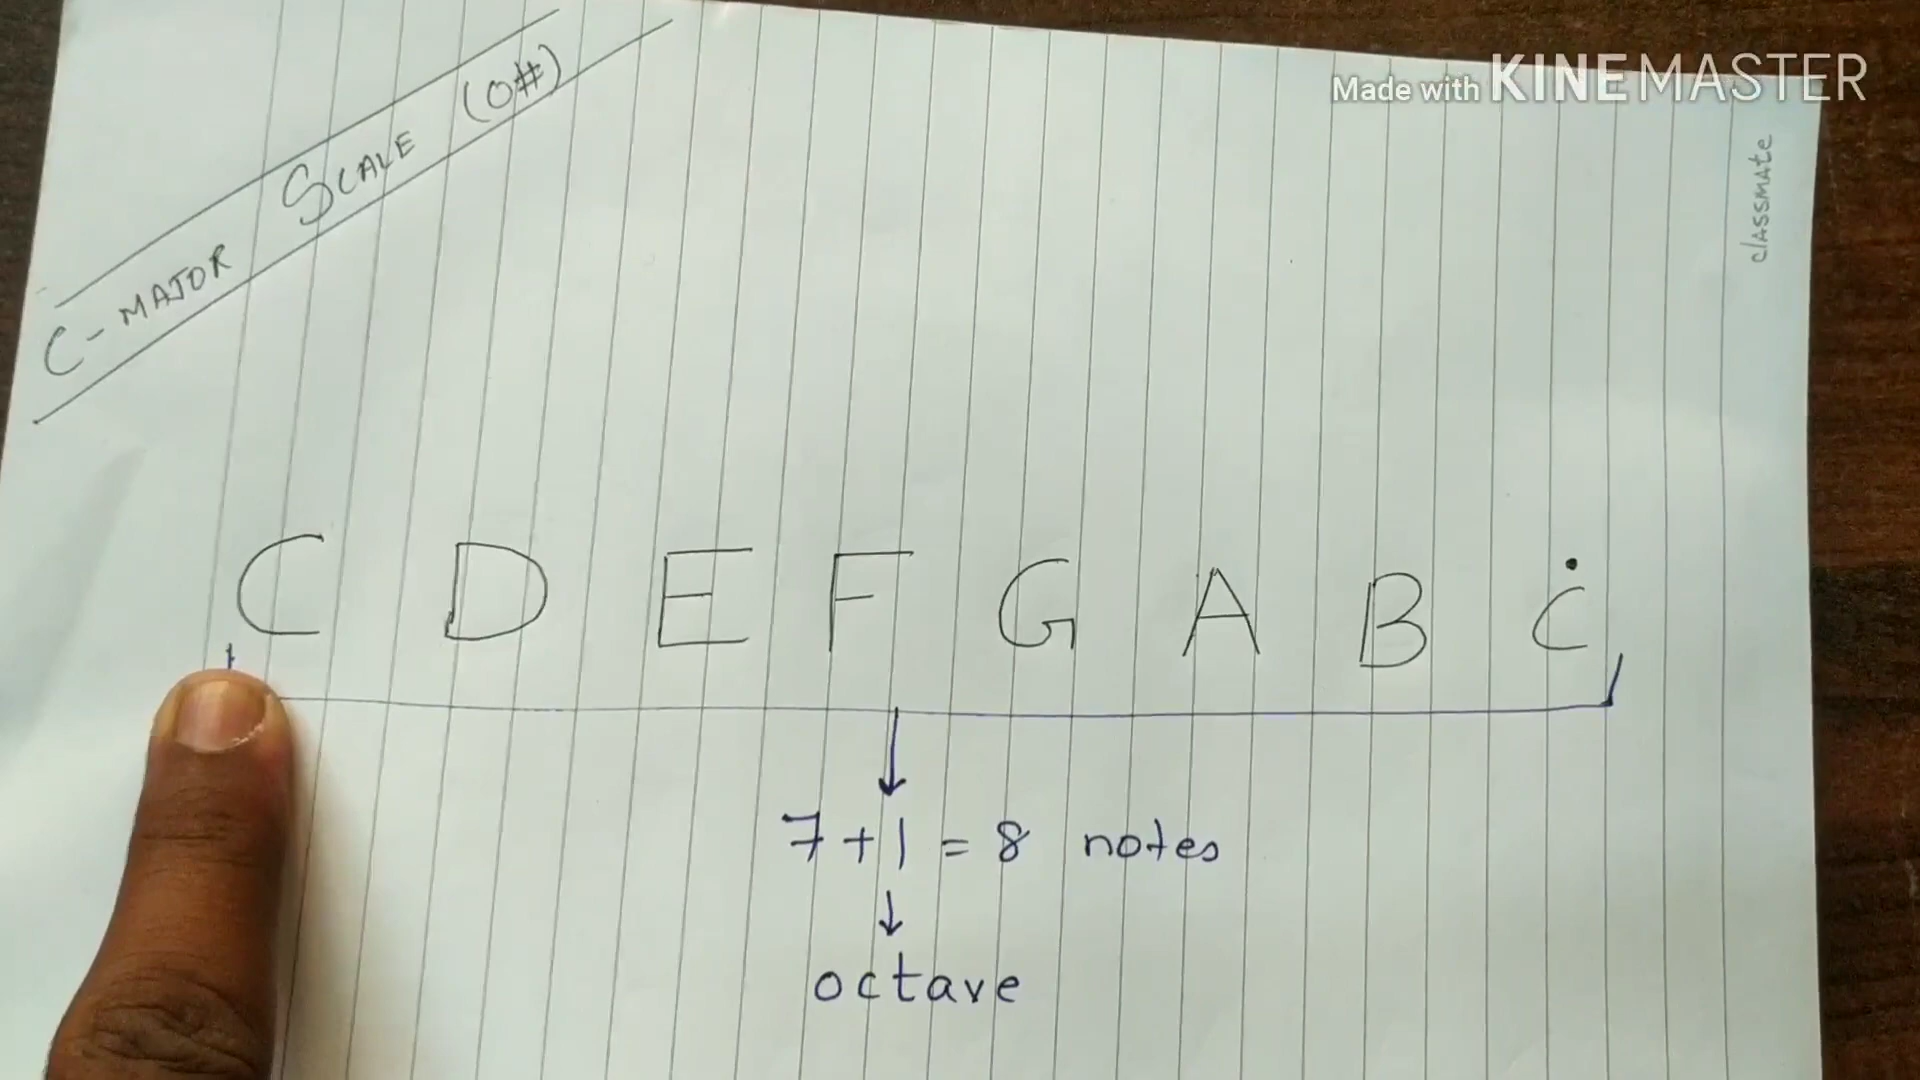 Made with KINEMASTER
C-MAJOR SCALE (0#)
classmate
C D E F G A B Ċ
7 + 1 = 8 notes
octave